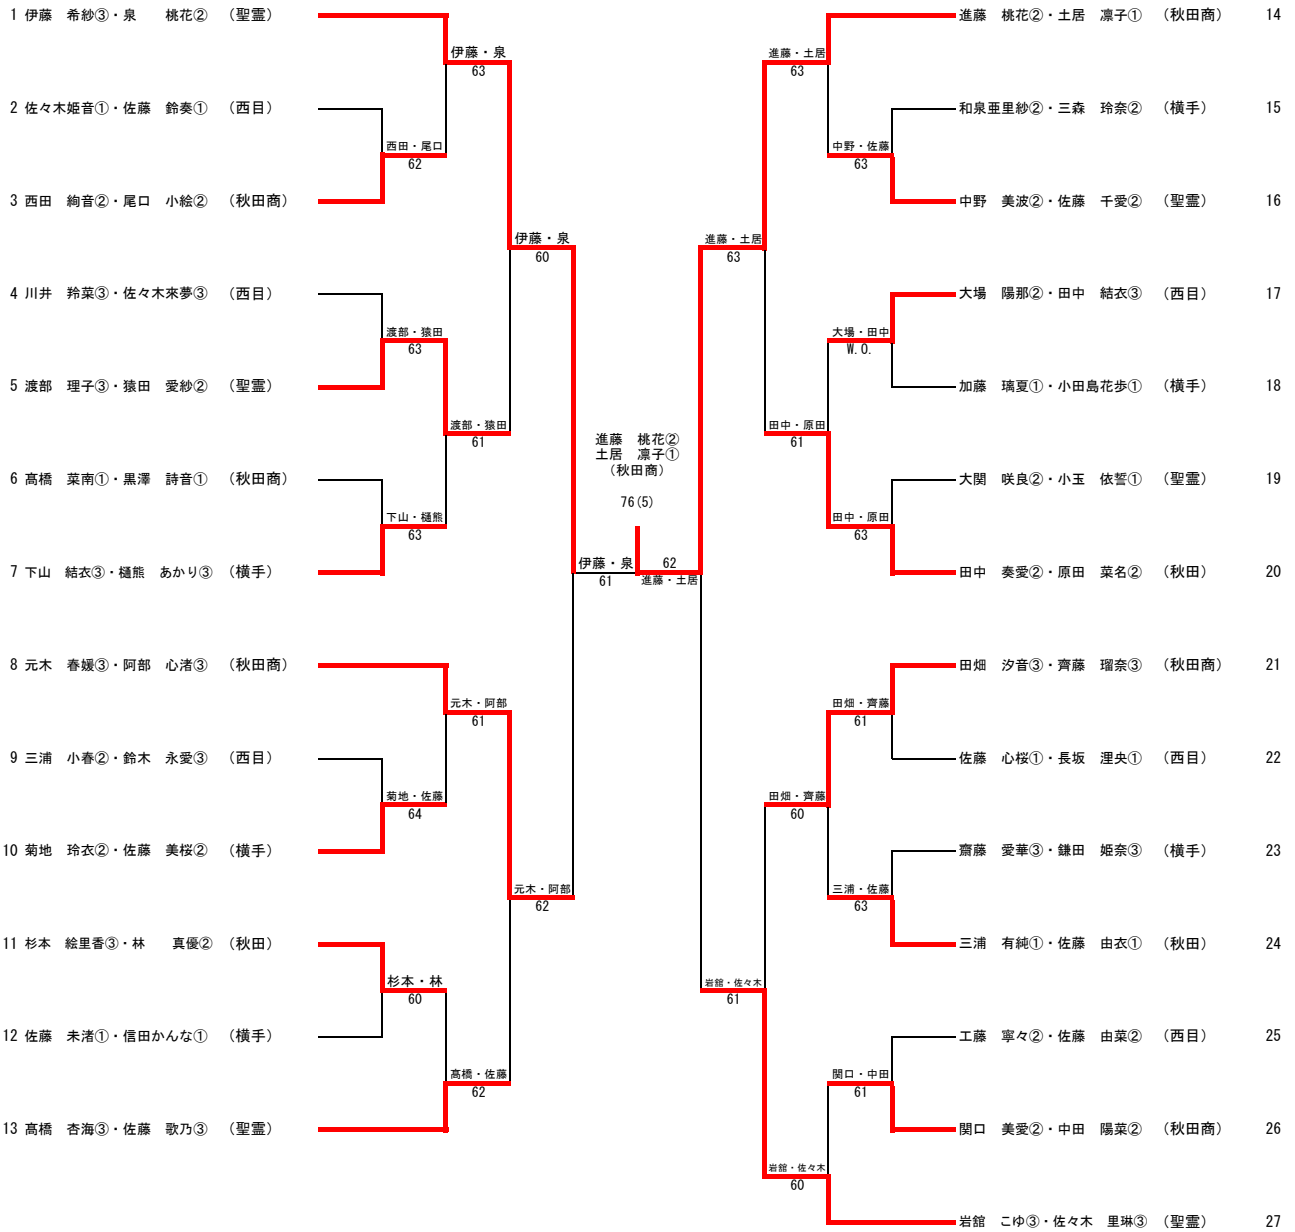 1 伊藤　希紗③・泉　　桃花②　（聖霊）
2 佐々木姫音①・佐藤　鈴奏①　（西目）
3 西田　絢音②・尾口　小絵②　（秋田商）
4 川井　羚菜③・佐々木來夢③　（西目）
5 渡部　理子③・猿田　愛紗②　（聖霊）
6 髙橋　菜南①・黒澤　詩音①　（秋田商）
7 下山　結衣③・樋熊　あかり③　（横手）
8 元木　春媛③・阿部　心渚③　（秋田商）
9 三浦　小春②・鈴木　永愛③　（西目）
10 菊地　玲衣②・佐藤　美桜②　（横手）
11 杉本　絵里香③・林　　真優②　（秋田）
12 佐藤　未渚①・信田かんな①　（横手）
13 髙橋　杏海③・佐藤　歌乃③　（聖霊）
伊藤・泉
63
西田・尾口
62
渡部・猿田
63
下山・樋熊
63
渡部・猿田
61
伊藤・泉
60
元木・阿部
61
菊地・佐藤
64
杉本・林
60
髙橋・佐藤
62
元木・阿部
62
伊藤・泉
61
進藤　桃花②
土居　凛子①
（秋田商）
76(5)
62
進藤・土居
進藤・土居
63
進藤・土居
63
中野・佐藤
63
大場・田中
W.O.
田中・原田
61
田中・原田
63
田畑・齊藤
61
田畑・齊藤
60
三浦・佐藤
63
岩舘・佐々木
61
関口・中田
61
岩舘・佐々木
60
進藤　桃花②・土居　凛子①　（秋田商）　14
和泉亜里紗②・三森　玲奈②　（横手）　15
中野　美波②・佐藤　千愛②　（聖霊）　16
大場　陽那②・田中　結衣③　（西目）　17
加藤　璃夏①・小田島花歩①　（横手）　18
大関　咲良②・小玉　依誓①　（聖霊）　19
田中　奏愛②・原田　菜名②　（秋田）　20
田畑　汐音③・齊藤　瑠奈③　（秋田商）　21
佐藤　心桜①・長坂　浬央①　（西目）　22
齋藤　愛華③・鎌田　姫奈③　（横手）　23
三浦　有純①・佐藤　由衣①　（秋田）　24
工藤　寧々②・佐藤　由菜②　（西目）　25
関口　美愛②・中田　陽菜②　（秋田商）　26
岩舘　こゆ③・佐々木　里琳③　（聖霊）　27